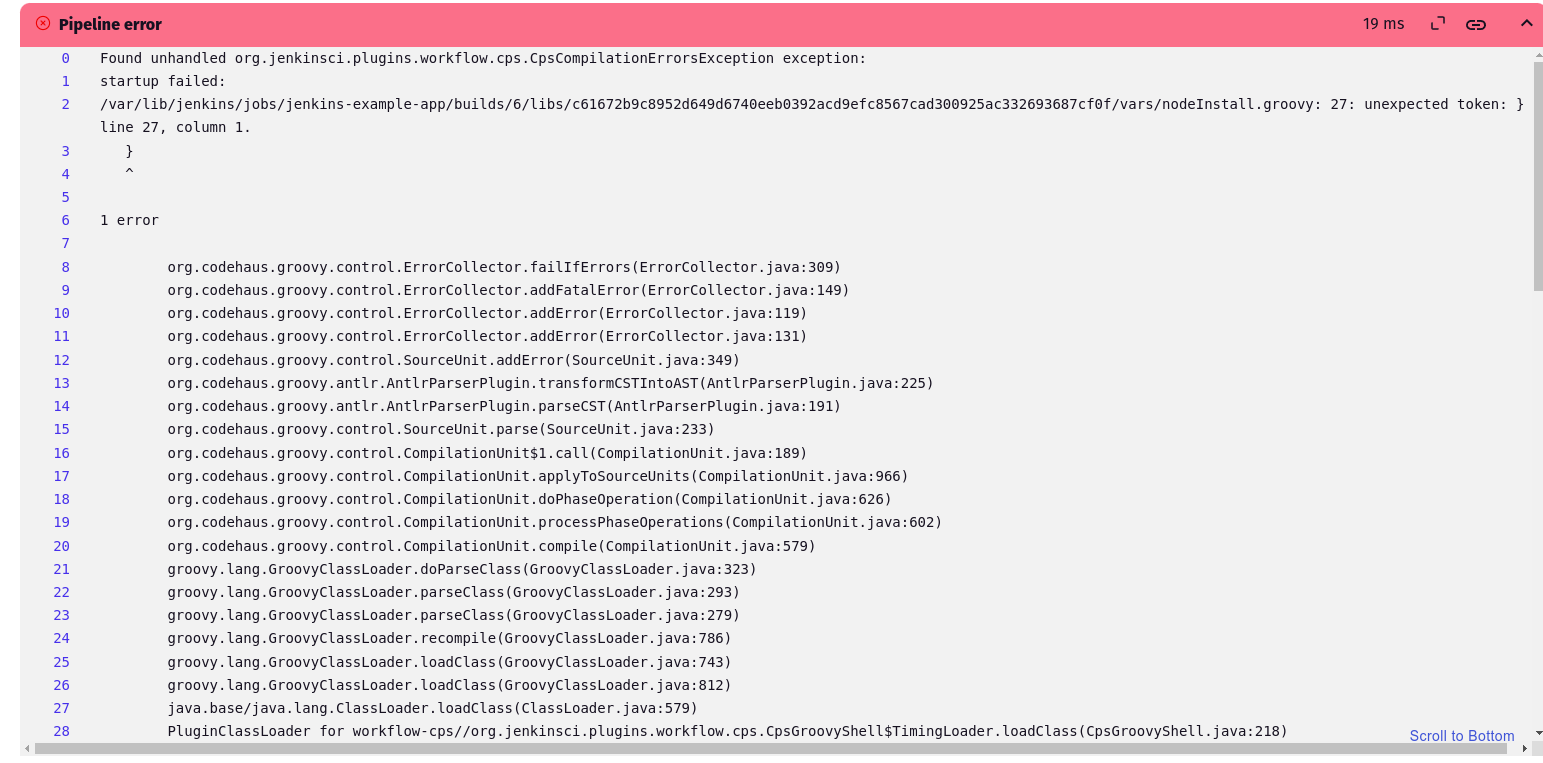 Pipeline error 19 ms
0 Found unhandled org.jenkinsci.plugins.workflow.cps.CpsCompilationErrorsException exception:
1 startup failed:
2 /var/lib/jenkins/jobs/jenkins-example-app/builds/6/libs/c61672b9c8952d649d6740eeb0392acd9efc8567cad300925ac332693687cf0f/vars/nodeInstall.groovy: 27: unexpected token: } 
line 27, column 1.
3 }
4 ^
5
6 1 error
7
8 org.codehaus.groovy.control.ErrorCollector.failIfErrors(ErrorCollector.java:309)
9 org.codehaus.groovy.control.ErrorCollector.addFatalError(ErrorCollector.java:149)
10 org.codehaus.groovy.control.ErrorCollector.addError(ErrorCollector.java:119)
11 org.codehaus.groovy.control.ErrorCollector.addError(ErrorCollector.java:131)
12 org.codehaus.groovy.control.SourceUnit.addError(SourceUnit.java:349)
13 org.codehaus.groovy.antlr.AntlrParserPlugin.transformCSTIntoAST(AntlrParserPlugin.java:225)
14 org.codehaus.groovy.antlr.AntlrParserPlugin.parseCST(AntlrParserPlugin.java:191)
15 org.codehaus.groovy.control.SourceUnit.parse(SourceUnit.java:233)
16 org.codehaus.groovy.control.CompilationUnit$1.call(CompilationUnit.java:189)
17 org.codehaus.groovy.control.CompilationUnit.applyToSourceUnits(CompilationUnit.java:966)
18 org.codehaus.groovy.control.CompilationUnit.doPhaseOperation(CompilationUnit.java:626)
19 org.codehaus.groovy.control.CompilationUnit.processPhaseOperations(CompilationUnit.java:602)
20 org.codehaus.groovy.control.CompilationUnit.compile(CompilationUnit.java:579)
21 groovy.lang.GroovyClassLoader.doParseClass(GroovyClassLoader.java:323)
22 groovy.lang.GroovyClassLoader.parseClass(GroovyClassLoader.java:293)
23 groovy.lang.GroovyClassLoader.parseClass(GroovyClassLoader.java:279)
24 groovy.lang.GroovyClassLoader.recompile(GroovyClassLoader.java:786)
25 groovy.lang.GroovyClassLoader.loadClass(GroovyClassLoader.java:743)
26 groovy.lang.GroovyClassLoader.loadClass(GroovyClassLoader.java:812)
27 java.base/java.lang.ClassLoader.loadClass(ClassLoader.java:579)
28 PluginClassLoader for workflow-cps//org.jenkinsci.plugins.workflow.cps.CpsGroovyShell$TimingLoader.loadClass(CpsGroovyShell.java:218)
Scroll to Bottom